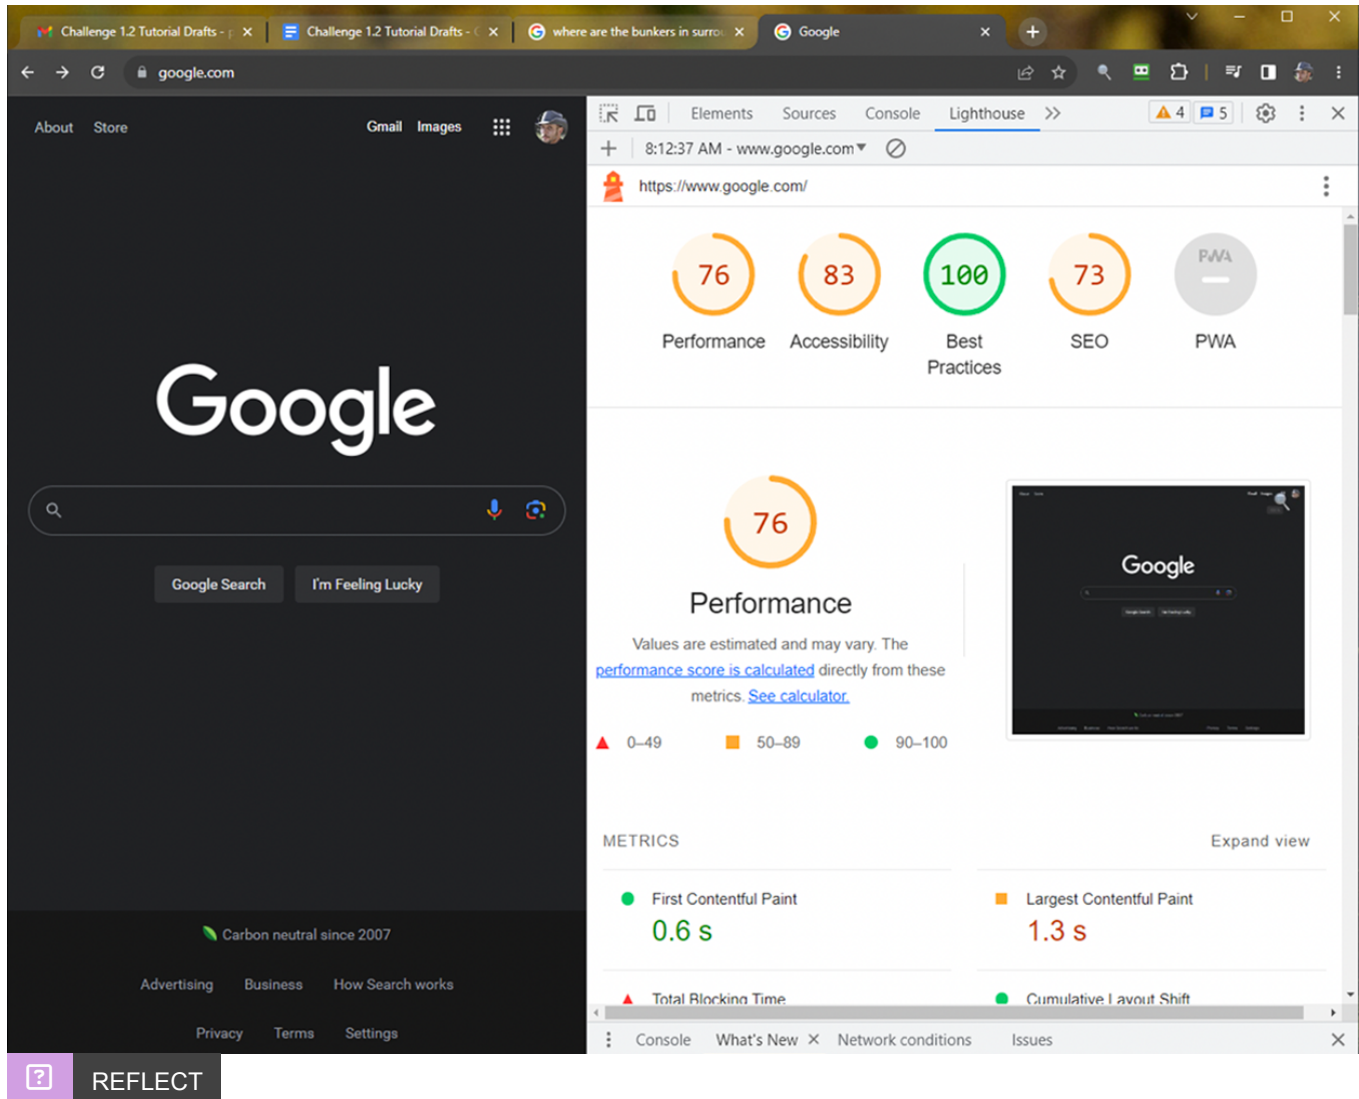 Challenge 1.2 Tutorial Drafts - p
Challenge 1.2 Tutorial Drafts - G
where are the bunkers in surro
Google
google.com
About Store Gmail Images
Google
Google Search I'm Feeling Lucky
Carbon neutral since 2007
Advertising Business How Search works
Privacy Terms Settings
Elements Sources Console Lighthouse 4 5
8:12:37 AM - www.google.com
https://www.google.com/
76 83 100 73 PWA
Performance Accessibility Best Practices SEO PWA
76
Performance
Values are estimated and may vary. The
performance score is calculated directly from these
metrics. See calculator.
0–49 50–89 90–100
Google
METRICS Expand view
First Contentful Paint Largest Contentful Paint
0.6 s 1.3 s
Total Blocking Time Cumulative Layout Shift
Console What's New Network conditions Issues
REFLECT